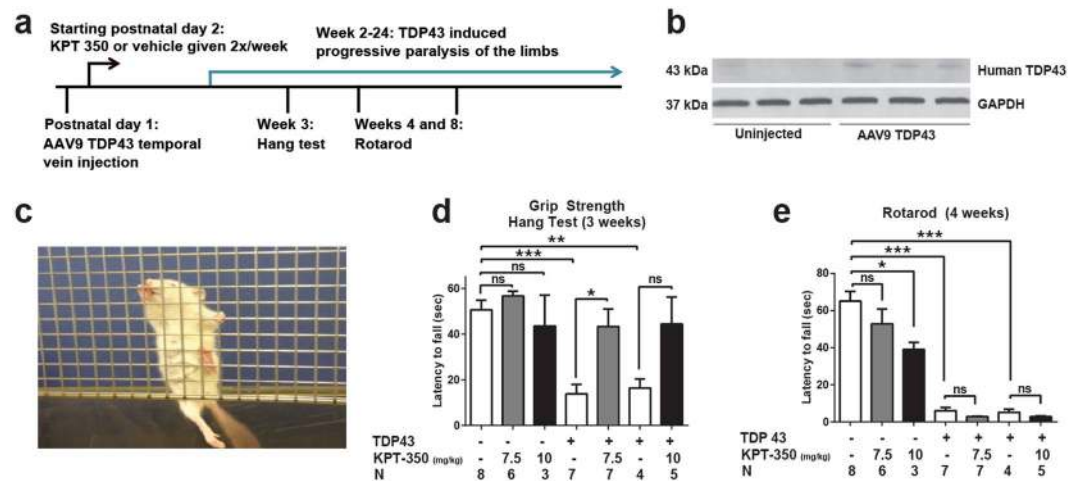 a
Starting postnatal day 2:
KPT 350 or vehicle given 2x/week
Week 2-24: TDP43 induced
progressive paralysis of the limbs
Postnatal day 1:
AAV9 TDP43 temporal
vein injection
Week 3:
Hang test
Weeks 4 and 8:
Rotarod
b
43 kDa
Human TDP43
37 kDa
GAPDH
Uninjected
AAV9 TDP43
c
d
Grip Strength
Hang Test (3 weeks)
**
***
ns
ns
*
ns
Latency to fall (sec)
60
40
20
0
TDP43 - - - + + + +
KPT-350 (mg/kg) - 7.5 10 - 7.5 - 10
N 8 6 3 7 7 4 5
e
Rotarod (4 weeks)
***
***
*
ns
ns
ns
Latency to fall (sec)
80
60
40
20
0
TDP 43 - - - + + + +
KPT-350 (mg/kg) - 7.5 10 - 7.5 - 10
N 8 6 3 7 7 4 5